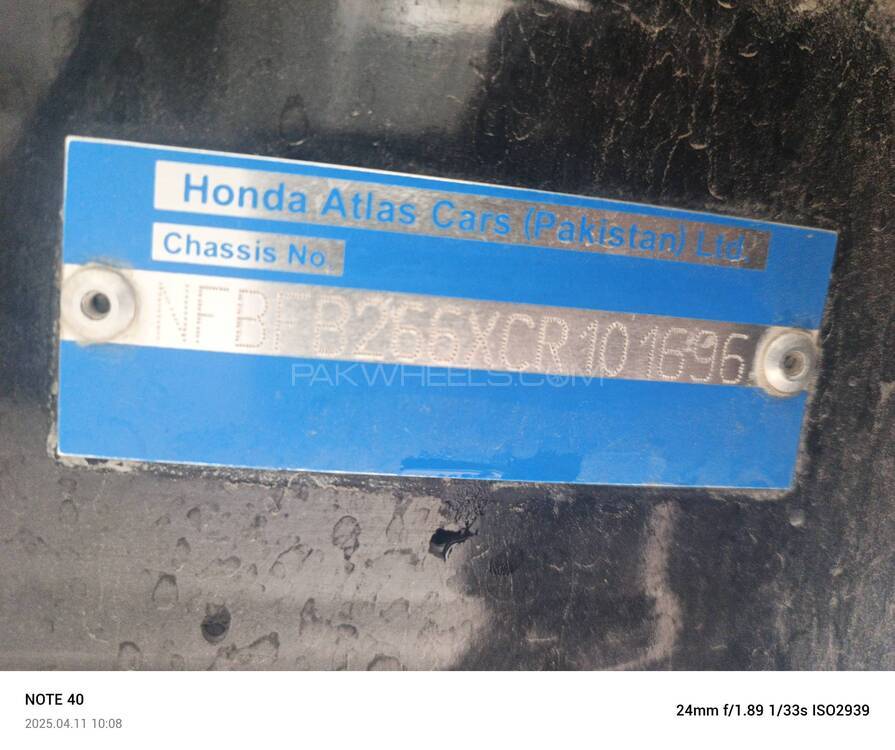 Honda Atlas Cars (Pakistan) Ltd.
Chassis No.
NFBFB266XCR101696
PAKWHEELS.COM
NOTE 40
2025.04.11 10:08
24mm f/1.89 1/33s ISO2939